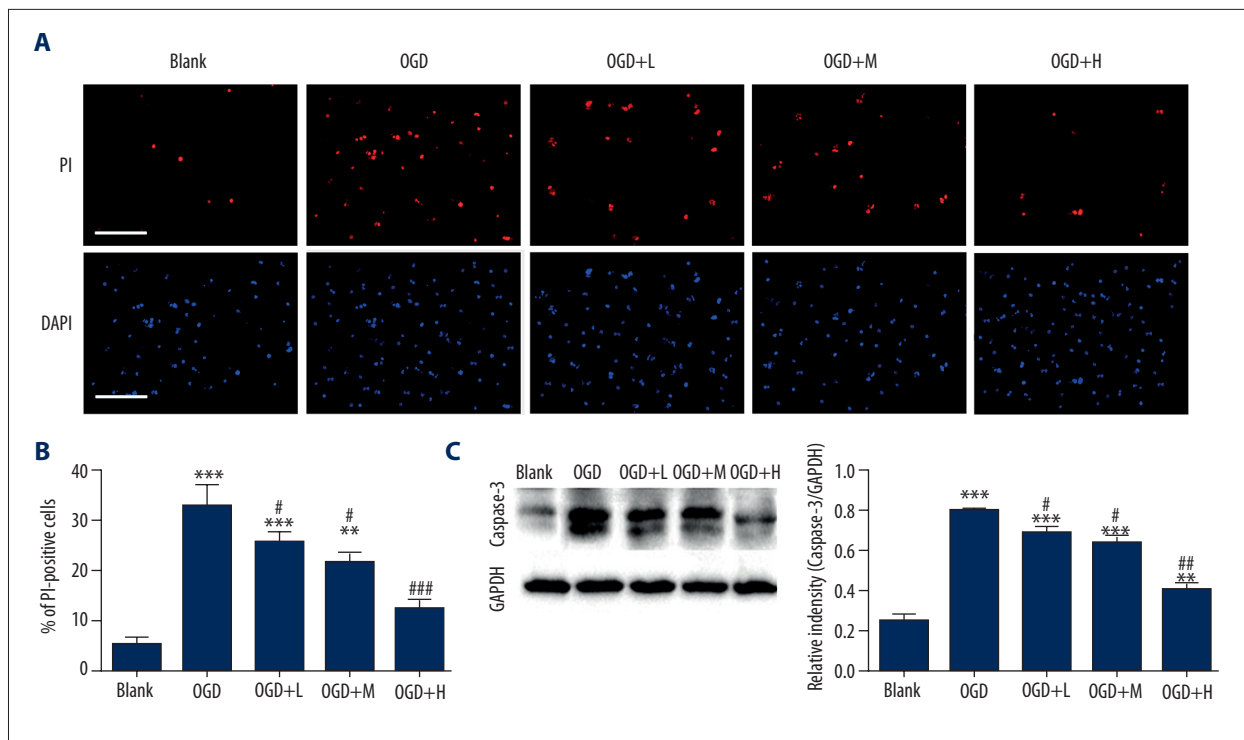 A
Blank OGD OGD+L OGD+M OGD+H
PI
DAPI
B
% of PI-positive cells
40
30
20
10
0
***
#
***
#
**
###
Blank OGD OGD+L OGD+M OGD+H
C
Blank OGD OGD+L OGD+M OGD+H
Caspase-3
GAPDH
Relative indensity (Caspase-3/GAPDH)
1.0
0.8
0.6
0.4
0.2
0.0
***
#
***
#
***
##
**
Blank OGD OGD+L OGD+M OGD+H